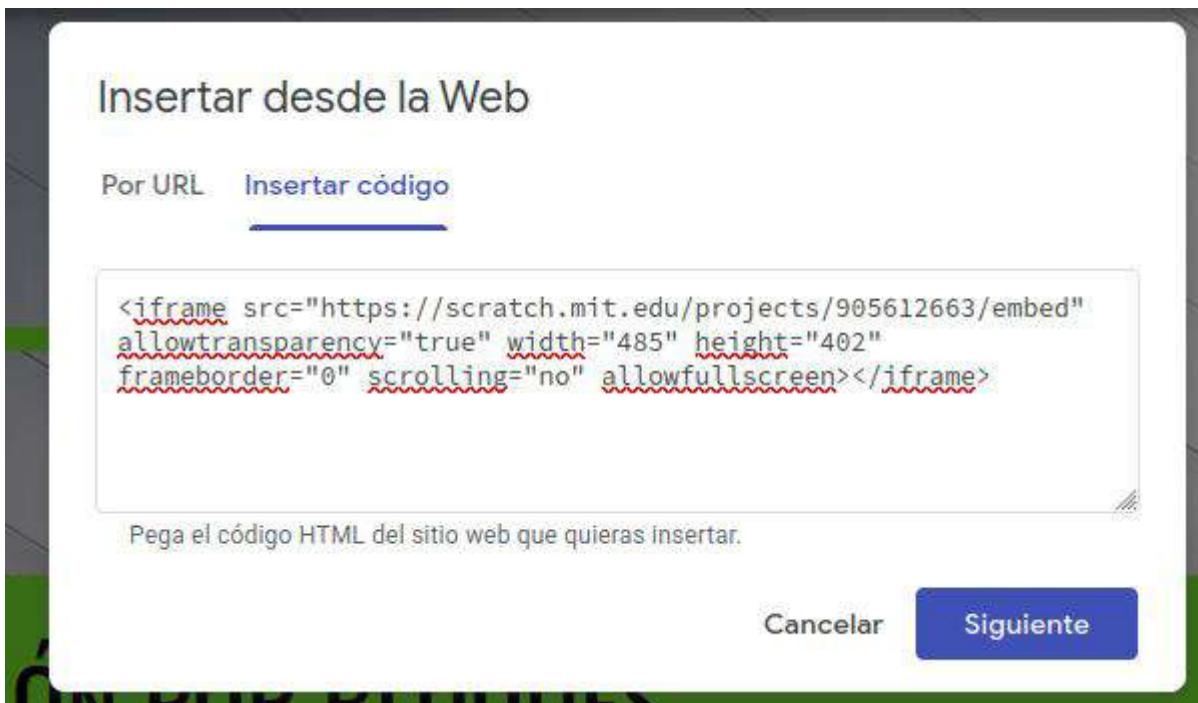 Insertar desde la Web
Por URL Insertar código
<iframe src="https://scratch.mit.edu/projects/905612663/embed"
allowtransparency="true" width="485" height="402"
frameborder="0" scrolling="no" allowfullscreen></iframe>
Pega el código HTML del sitio web que quieras insertar.
Cancelar Siguiente